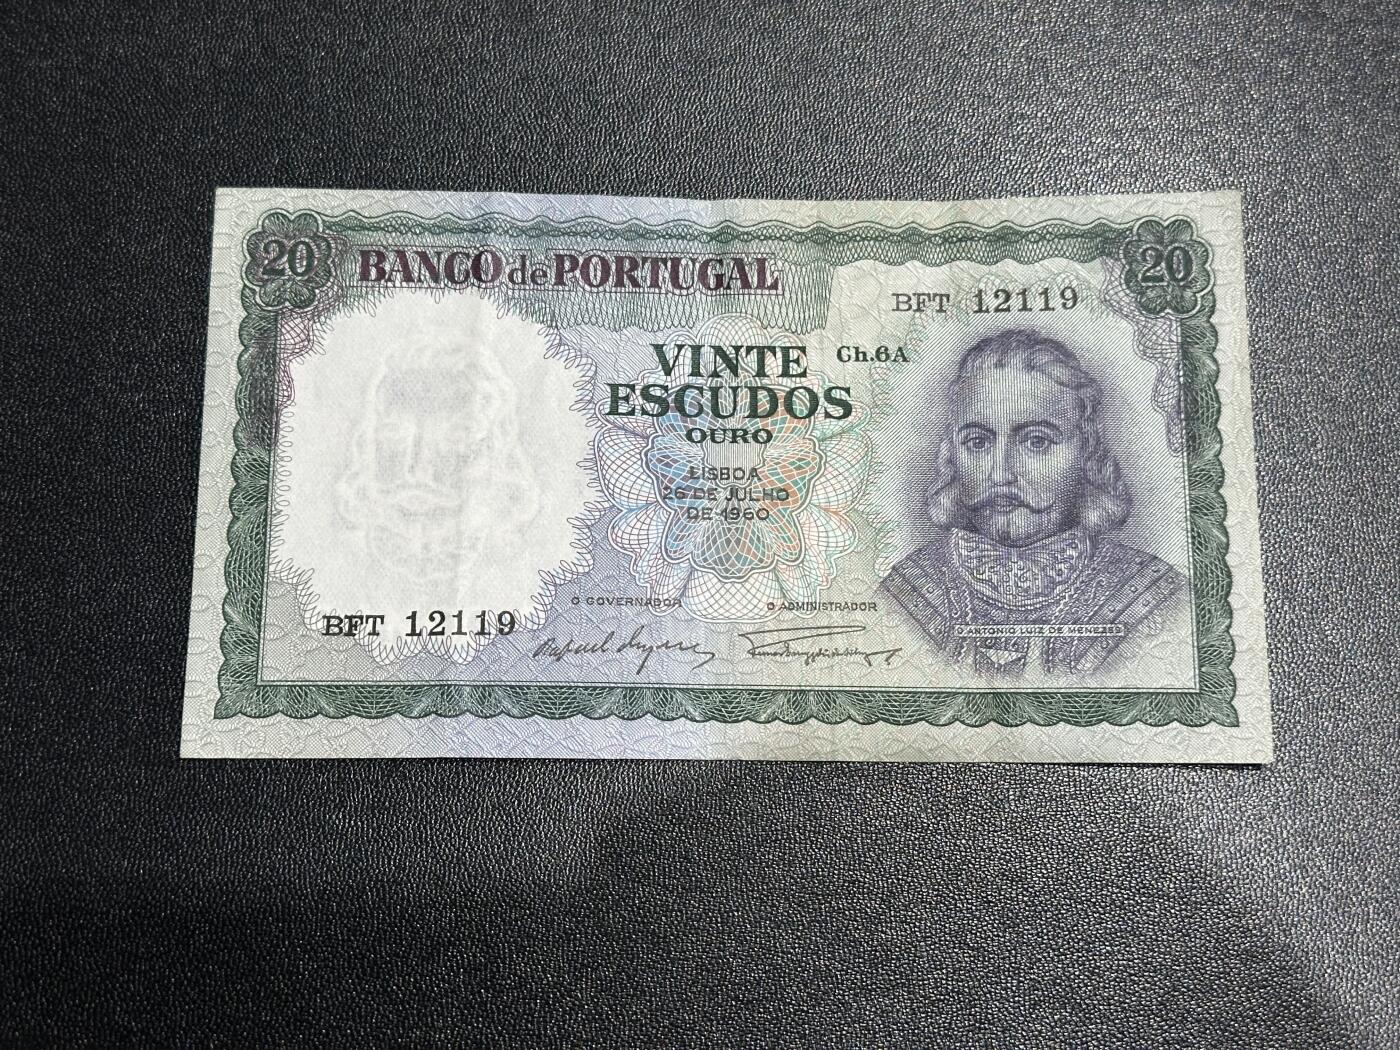 20
BANCO de PORTUGAL
20
BFT 12119
VINTE
ESCUDOS
OURO
Ch.6A
LISBOA
26 DE JULHO
DE 1960
O GOVERNADOR
O ADMINISTRADOR
D. ANTONIO LUIZ DE MENEZES
BFT 12119